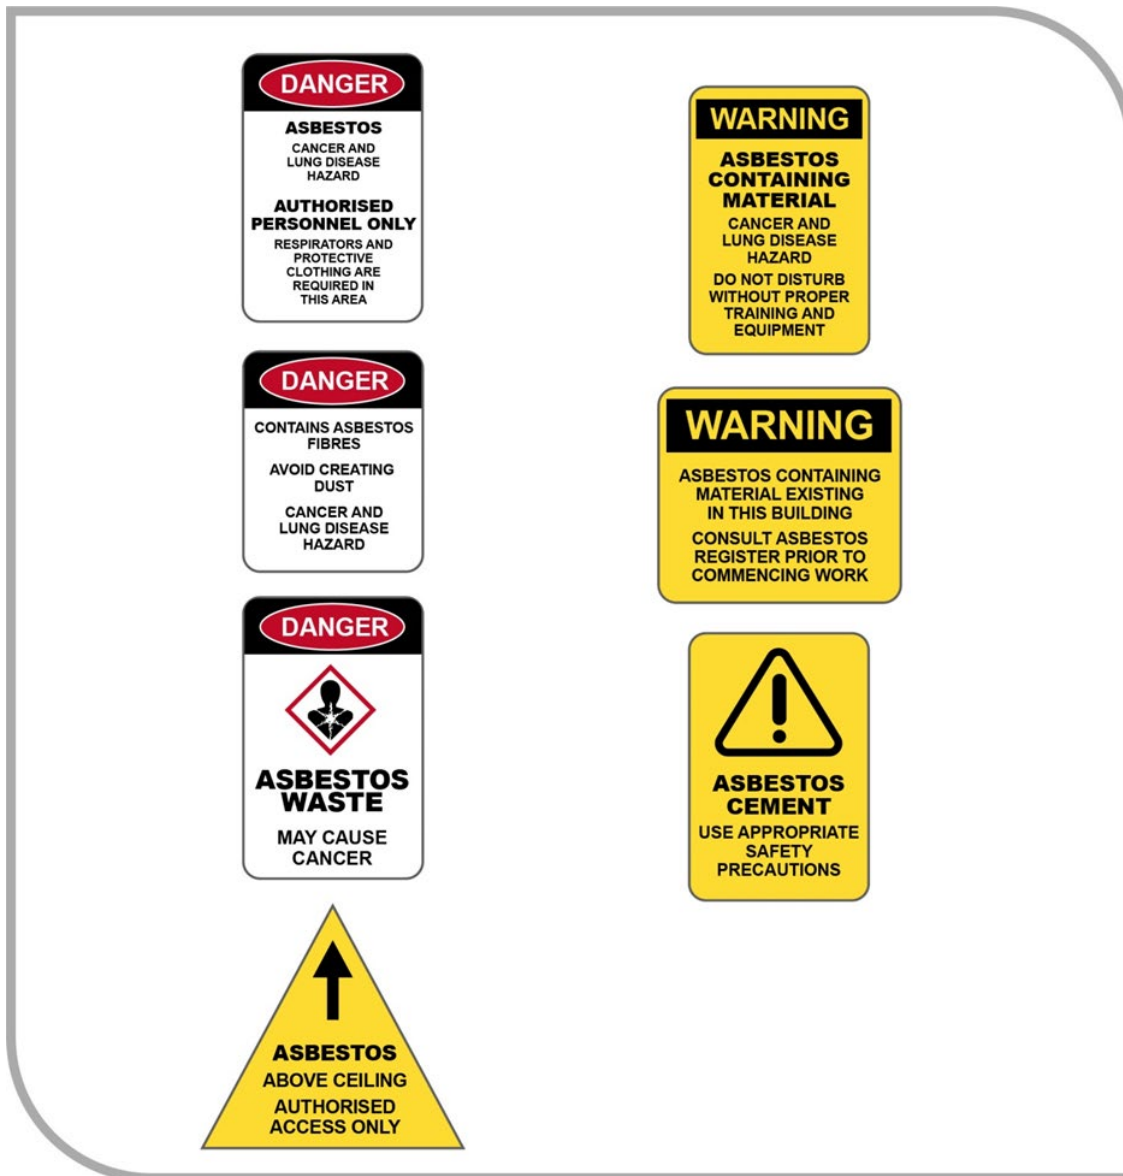 DANGER
ASBESTOS
CANCER AND
LUNG DISEASE
HAZARD
AUTHORISED
PERSONNEL ONLY
RESPIRATORS AND
PROTECTIVE
CLOTHING ARE
REQUIRED IN
THIS AREA
DANGER
CONTAINS ASBESTOS
FIBRES
AVOID CREATING
DUST
CANCER AND
LUNG DISEASE
HAZARD
DANGER
ASBESTOS
WASTE
MAY CAUSE
CANCER
ASBESTOS
ABOVE CEILING
AUTHORISED
ACCESS ONLY
WARNING
ASBESTOS
CONTAINING
MATERIAL
CANCER AND
LUNG DISEASE
HAZARD
DO NOT DISTURB
WITHOUT PROPER
TRAINING AND
EQUIPMENT
WARNING
ASBESTOS CONTAINING
MATERIAL EXISTING
IN THIS BUILDING
CONSULT ASBESTOS
REGISTER PRIOR TO
COMMENCING WORK
ASBESTOS
CEMENT
USE APPROPRIATE
SAFETY
PRECAUTIONS